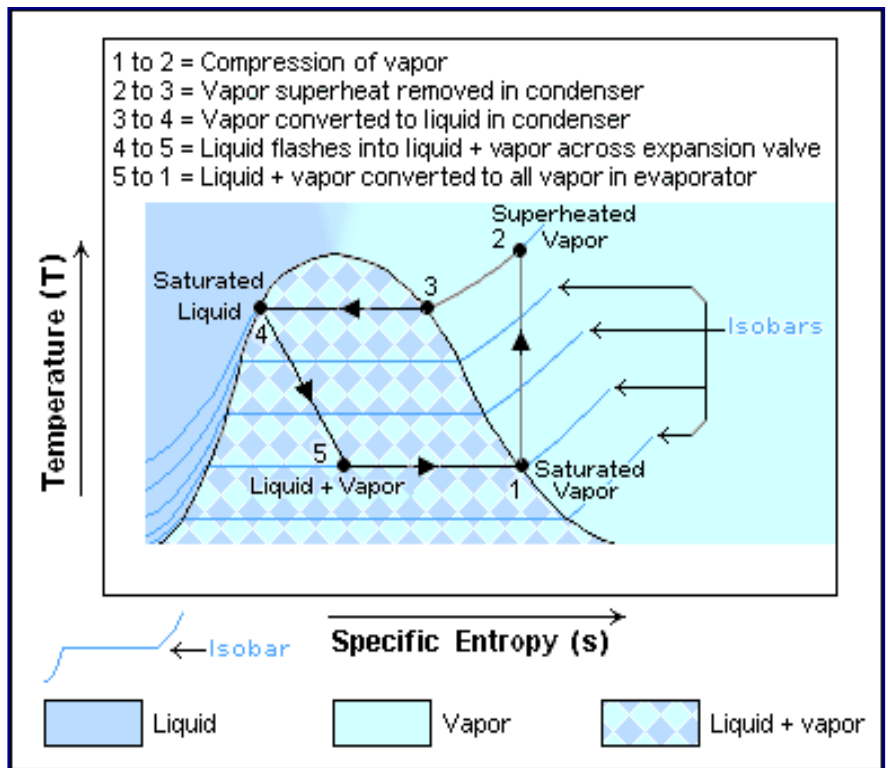 1 to 2 = Compression of vapor
2 to 3 = Vapor superheat removed in condenser
3 to 4 = Vapor converted to liquid in condenser
4 to 5 = Liquid flashes into liquid + vapor across expansion valve
5 to 1 = Liquid + vapor converted to all vapor in evaporator
Superheated
2 Vapor
Saturated
Liquid
3
4
Isobars
5
Liquid + Vapor
1
Saturated
Vapor
Temperature (T)
Specific Entropy (s)
Isobar
Liquid
Vapor
Liquid + vapor